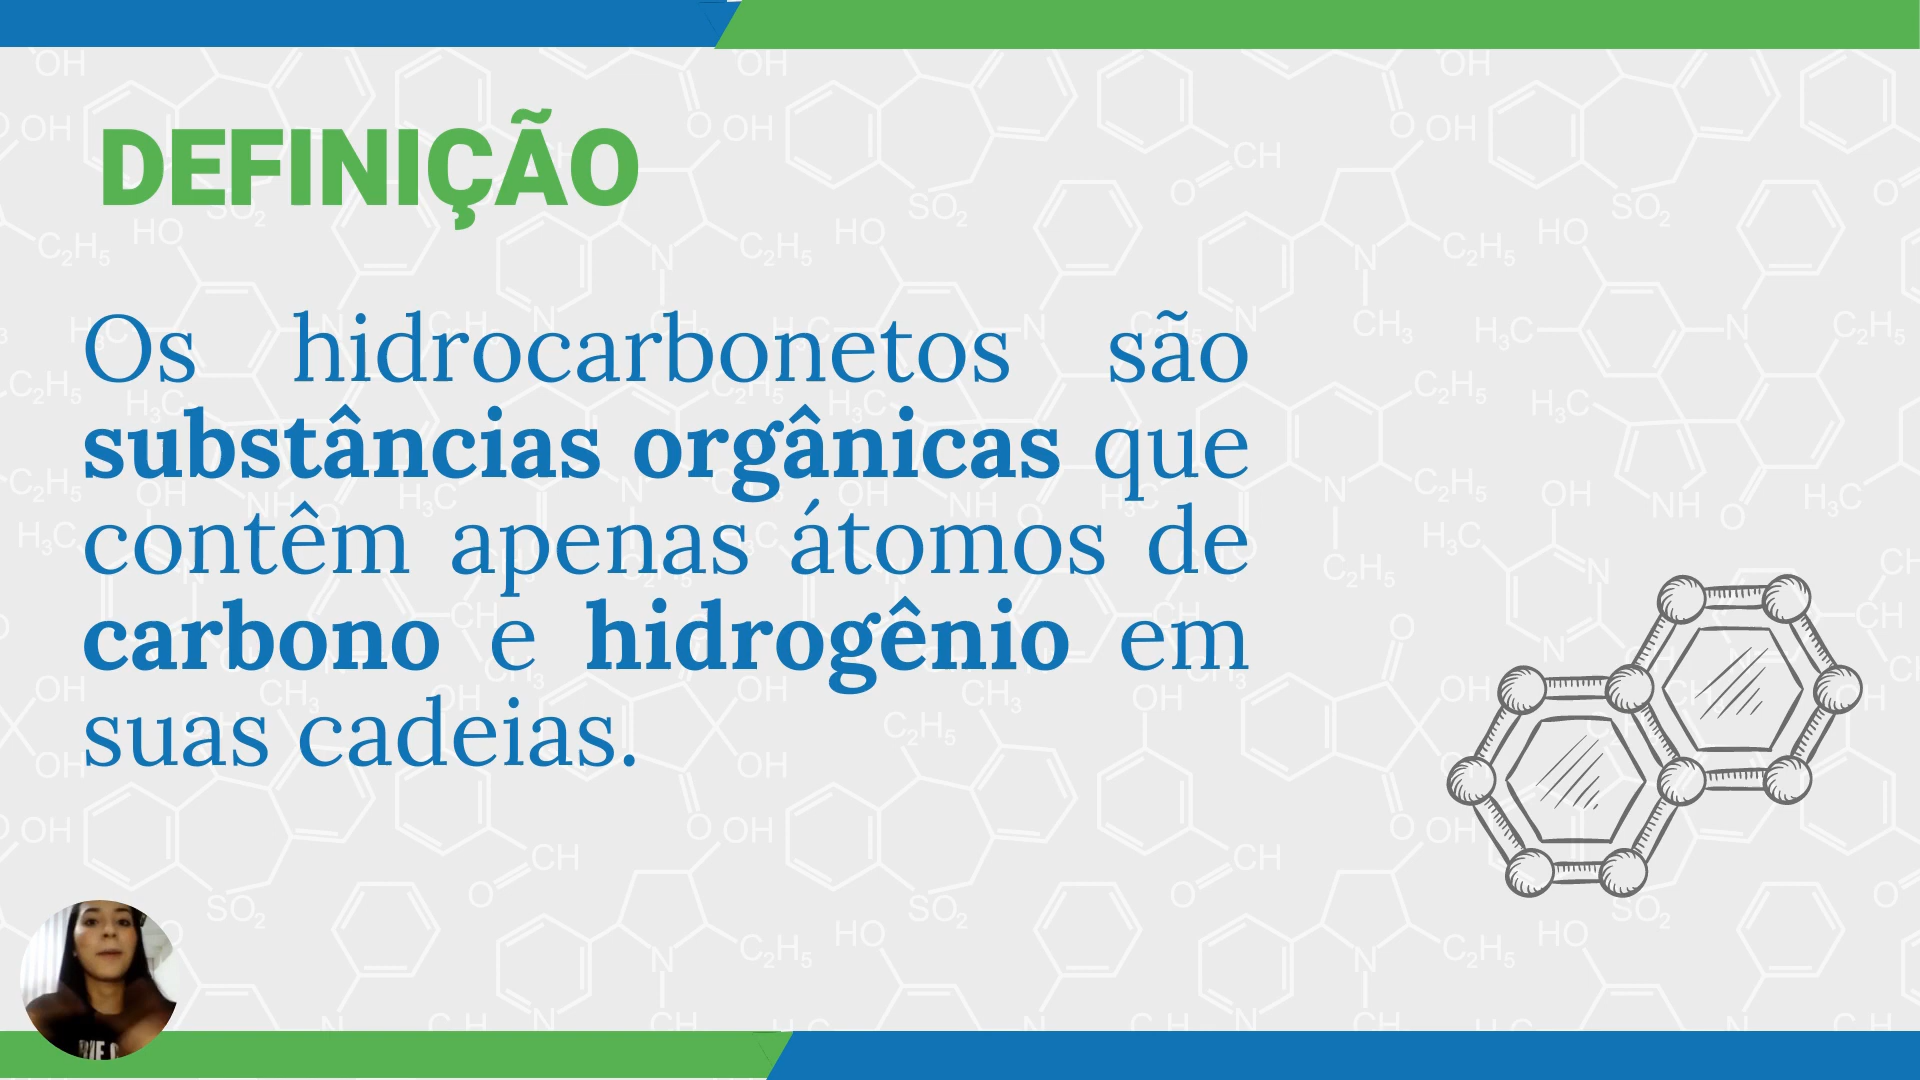 DEFINIÇÃO
Os hidrocarbonetos são
substâncias orgânicas que
contêm apenas átomos de
carbono e hidrogênio em
suas cadeias.